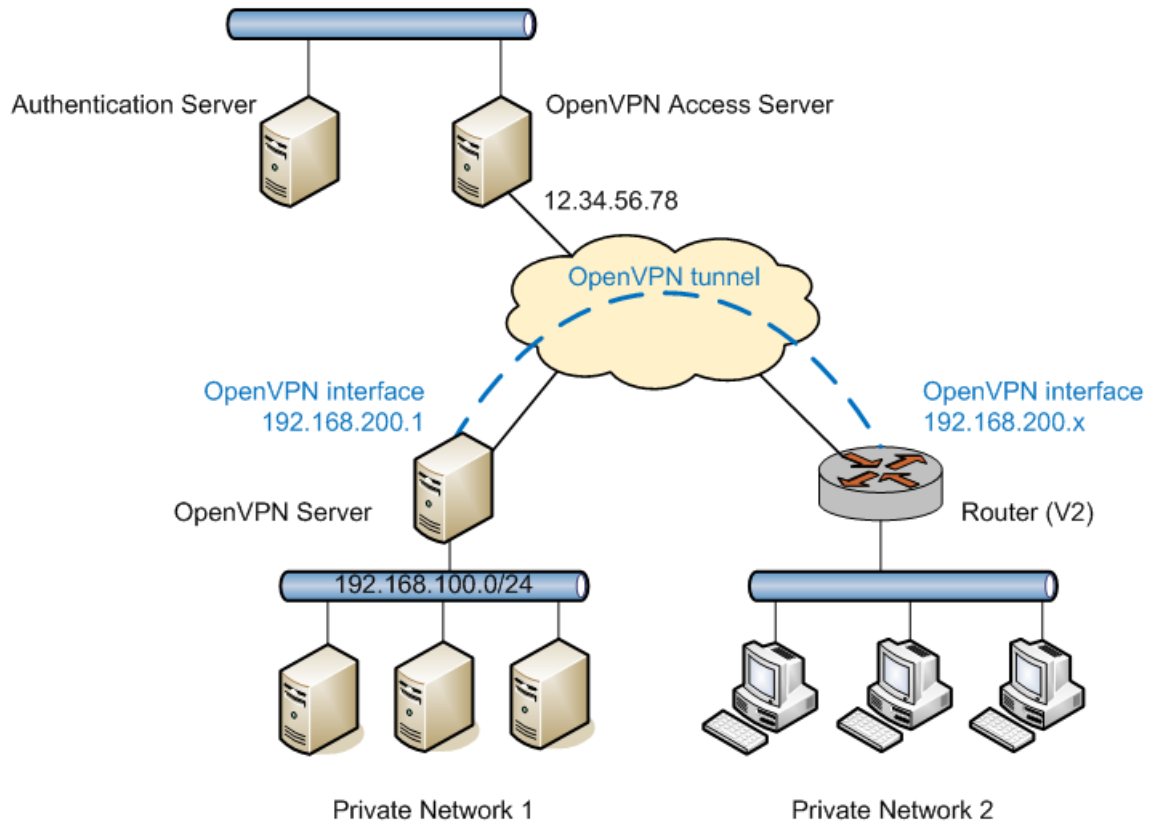 Authentication Server
OpenVPN Access Server
12.34.56.78
OpenVPN tunnel
OpenVPN interface
192.168.200.1
OpenVPN interface
192.168.200.x
OpenVPN Server
Router (V2)
192.168.100.0/24
Private Network 1
Private Network 2